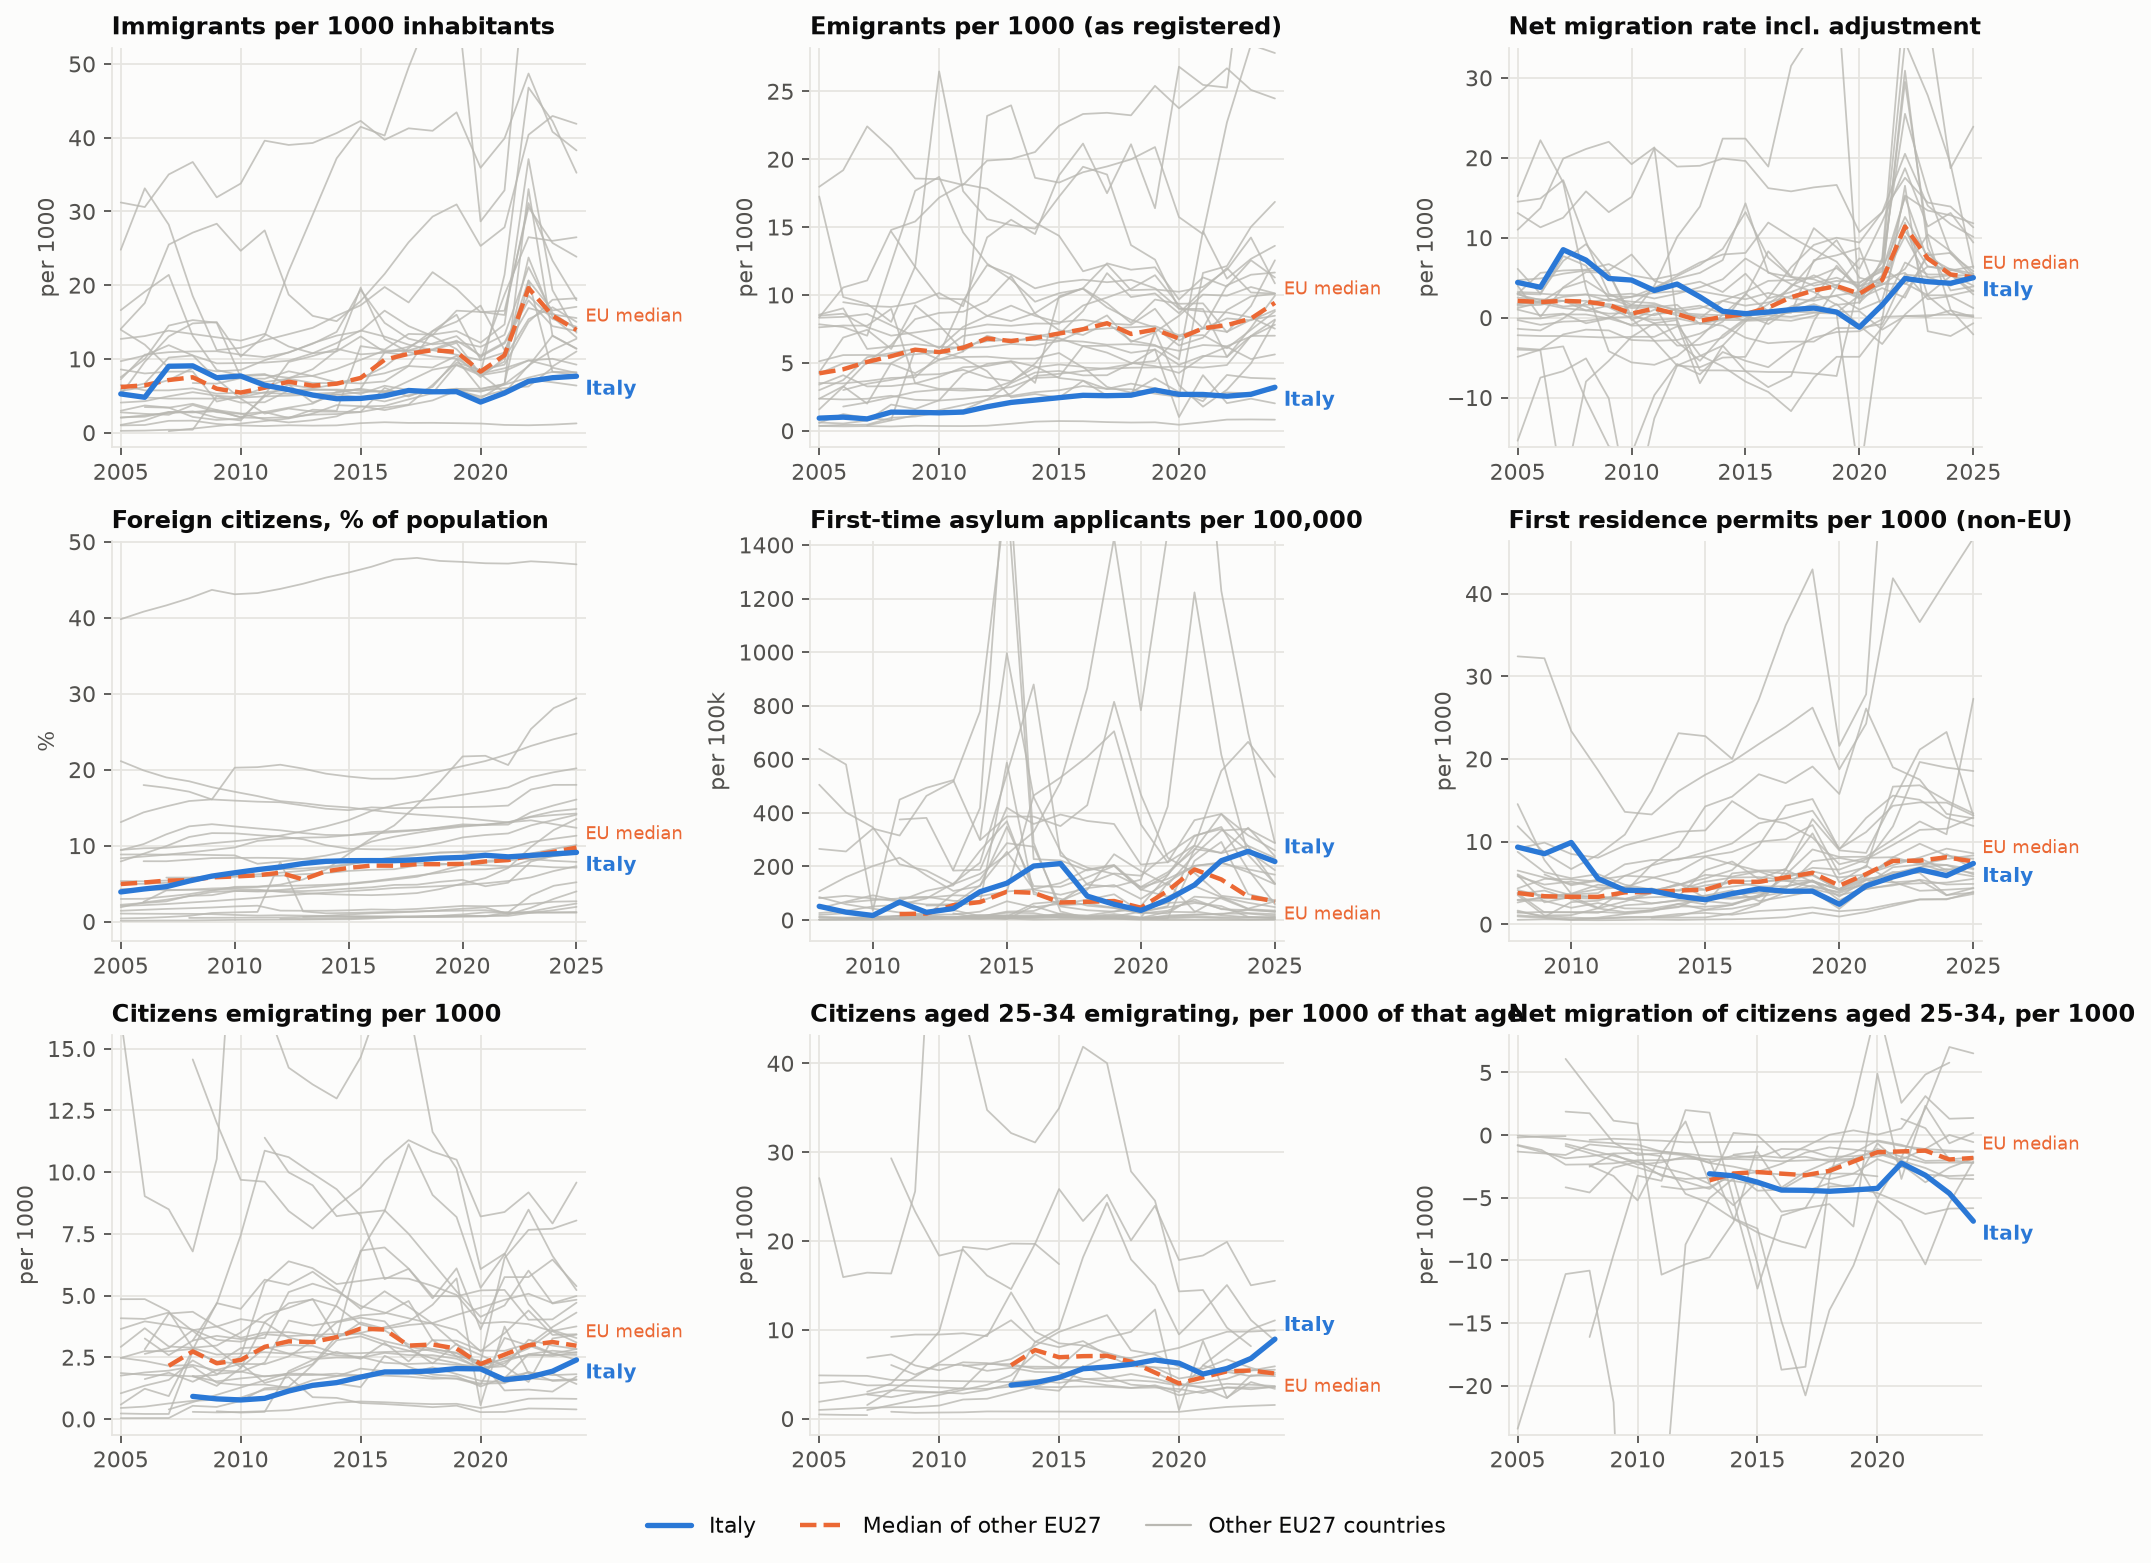 Immigrants per 1000 inhabitants
Emigrants per 1000 (as registered)
Net migration rate incl. adjustment
per 1000
50
40
30
20
10
0
2005
2010
2015
2020
EU median
Italy
per 1000
25
20
15
10
5
0
2005
2010
2015
2020
EU median
Italy
per 1000
30
20
10
0
−10
2005
2010
2015
2020
2025
EU median
Italy
Foreign citizens, % of population
First-time asylum applicants per 100,000
First residence permits per 1000 (non-EU)
%
50
40
30
20
10
0
2005
2010
2015
2020
2025
EU median
Italy
per 100k
1400
1200
1000
800
600
400
200
0
2010
2015
2020
2025
Italy
EU median
per 1000
40
30
20
10
0
2010
2015
2020
2025
EU median
Italy
Citizens emigrating per 1000
Citizens aged 25-34 emigrating, per 1000 of that age
Net migration of citizens aged 25-34, per 1000
per 1000
15.0
12.5
10.0
7.5
5.0
2.5
0.0
2005
2010
2015
2020
EU median
Italy
per 1000
40
30
20
10
0
2005
2010
2015
2020
Italy
EU median
per 1000
5
0
−5
−10
−15
−20
2005
2010
2015
2020
EU median
Italy
Italy
Median of other EU27
Other EU27 countries